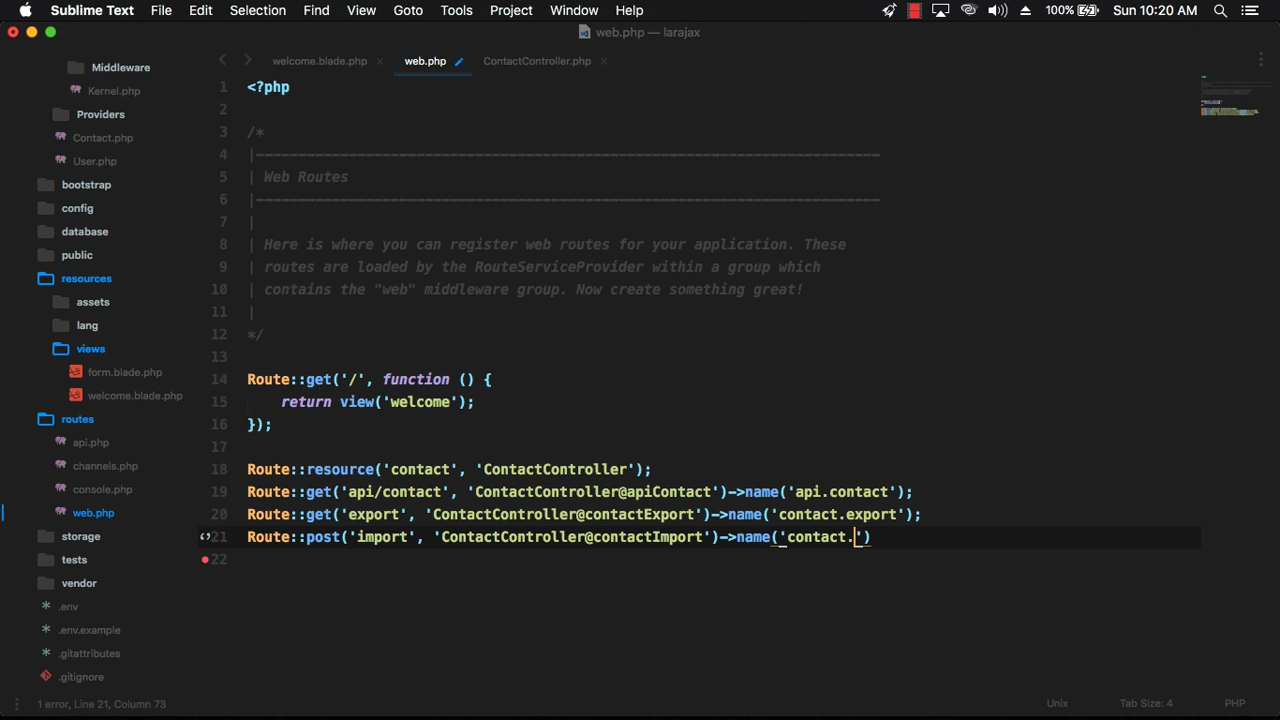 Sublime Text File Edit Selection Find View Goto Tools Project Window Help 100% Sun 10:20 AM
web.php — larajax
welcome.blade.php × web.php ContactController.php ×
Middleware
Kernel.php
Providers
Contact.php
User.php
bootstrap
config
database
public
resources
assets
lang
views
form.blade.php
welcome.blade.php
routes
api.php
channels.php
console.php
web.php
storage
tests
vendor
.env
.env.example
.gitattributes
.gitignore
1 <?php
2
3 /*
4 |--------------------------------------------------------------------------
5 | Web Routes
6 |--------------------------------------------------------------------------
7 |
8 | Here is where you can register web routes for your application. These
9 | routes are loaded by the RouteServiceProvider within a group which
10 | contains the "web" middleware group. Now create something great!
11 |
12 */
13
14 Route::get('/', function () {
15     return view('welcome');
16 });
17
18 Route::resource('contact', 'ContactController');
19 Route::get('api/contact', 'ContactController@apiContact')->name('api.contact');
20 Route::get('export', 'ContactController@contactExport')->name('contact.export');
21 Route::post('import', 'ContactController@contactImport')->name('contact.')
22
1 error, Line 21, Column 73 Unix Tab Size: 4 PHP